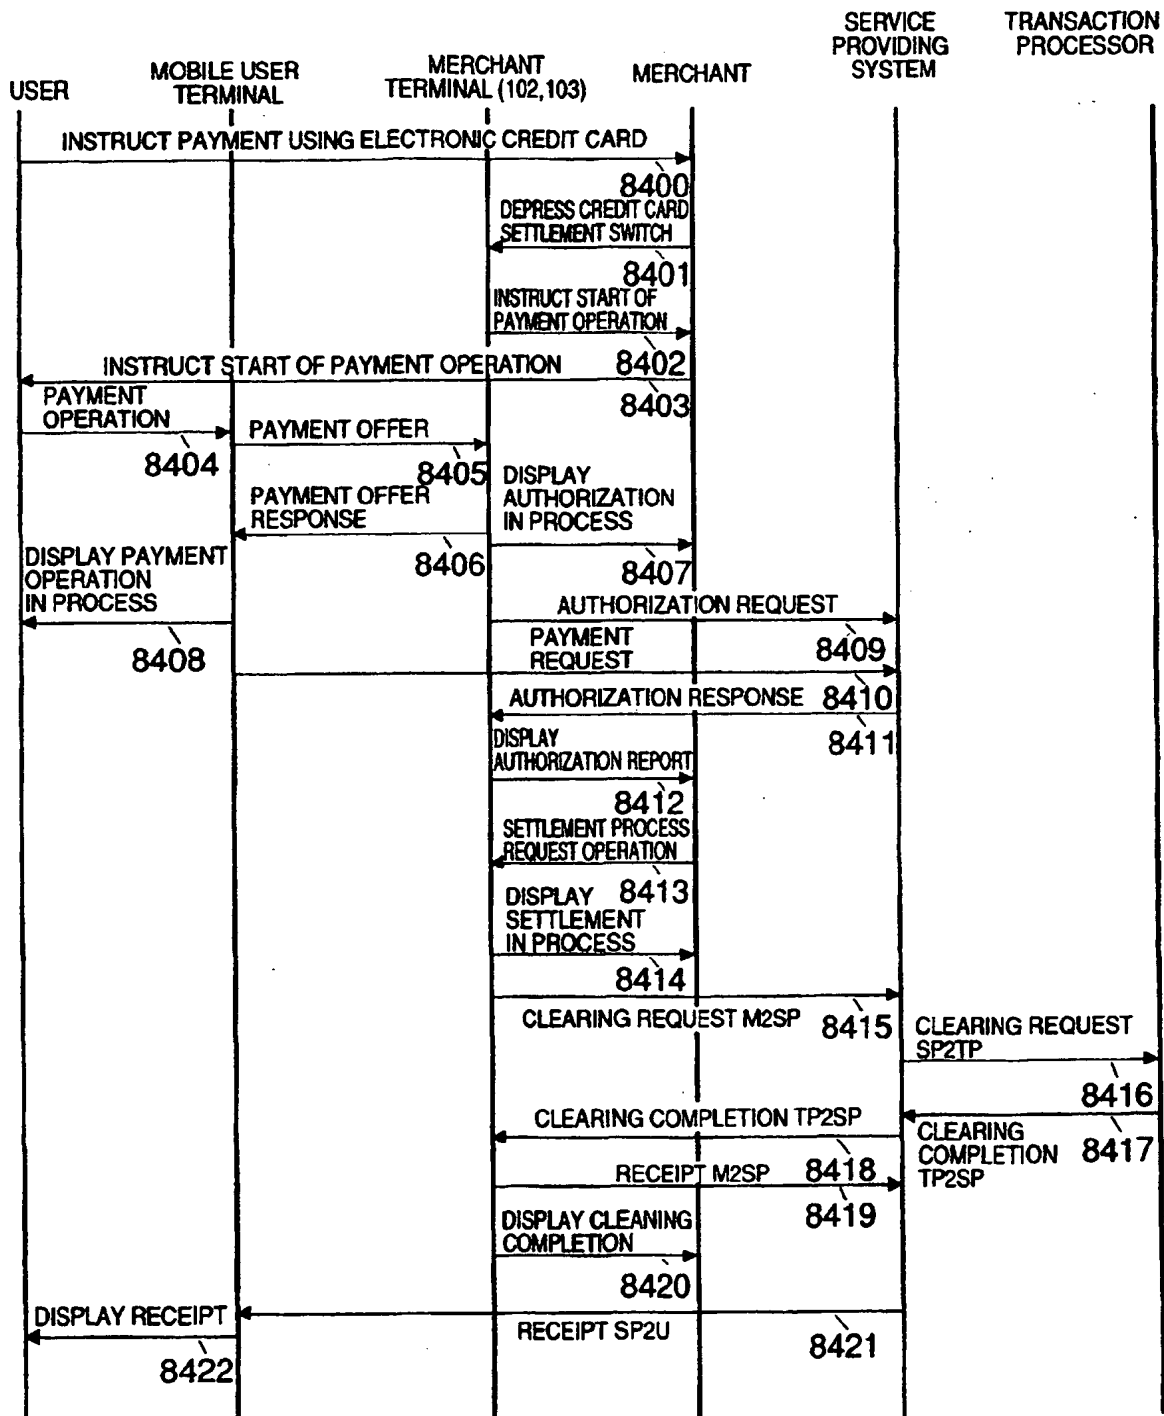 SERVICE
PROVIDING
SYSTEM
TRANSACTION
PROCESSOR
USER
MOBILE USER
TERMINAL
MERCHANT
TERMINAL (102,103)
MERCHANT
INSTRUCT PAYMENT USING ELECTRONIC CREDIT CARD
8400
DEPRESS CREDIT CARD
SETTLEMENT SWITCH
8401
INSTRUCT START OF
PAYMENT OPERATION
8402
INSTRUCT START OF PAYMENT OPERATION
8403
PAYMENT
OPERATION
8404
PAYMENT OFFER
8405
PAYMENT OFFER
RESPONSE
8406
DISPLAY
AUTHORIZATION
IN PROCESS
8407
DISPLAY PAYMENT
OPERATION
IN PROCESS
8408
AUTHORIZATION REQUEST
8409
PAYMENT
REQUEST
8410
AUTHORIZATION RESPONSE
8411
DISPLAY
AUTHORIZATION REPORT
8412
SETTLEMENT PROCESS
REQUEST OPERATION
8413
DISPLAY
SETTLEMENT
IN PROCESS
8414
CLEARING REQUEST M2SP
8415
CLEARING REQUEST
SP2TP
8416
CLEARING
COMPLETION
TP2SP
8417
CLEARING COMPLETION TP2SP
8418
RECEIPT M2SP
8419
DISPLAY CLEANING
COMPLETION
8420
RECEIPT SP2U
8421
DISPLAY RECEIPT
8422